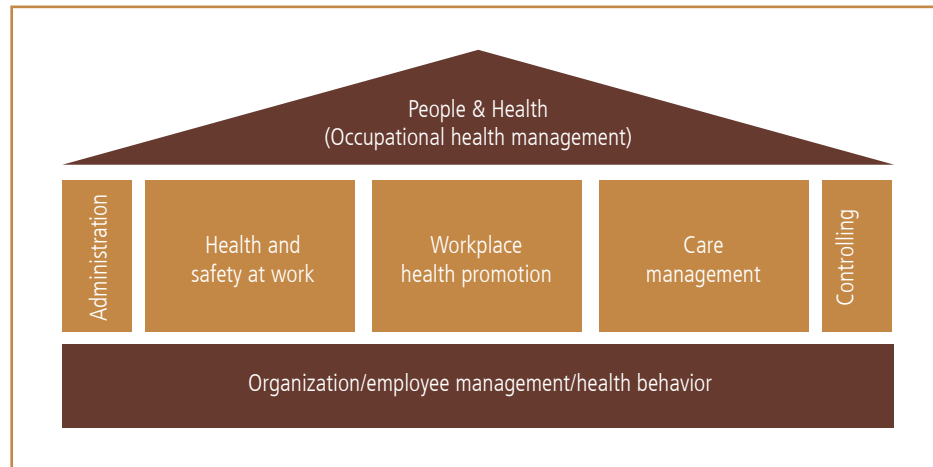 People & Health
(Occupational health management)
Administration
Health and
safety at work
Workplace
health promotion
Care
management
Controlling
Organization/employee management/health behavior